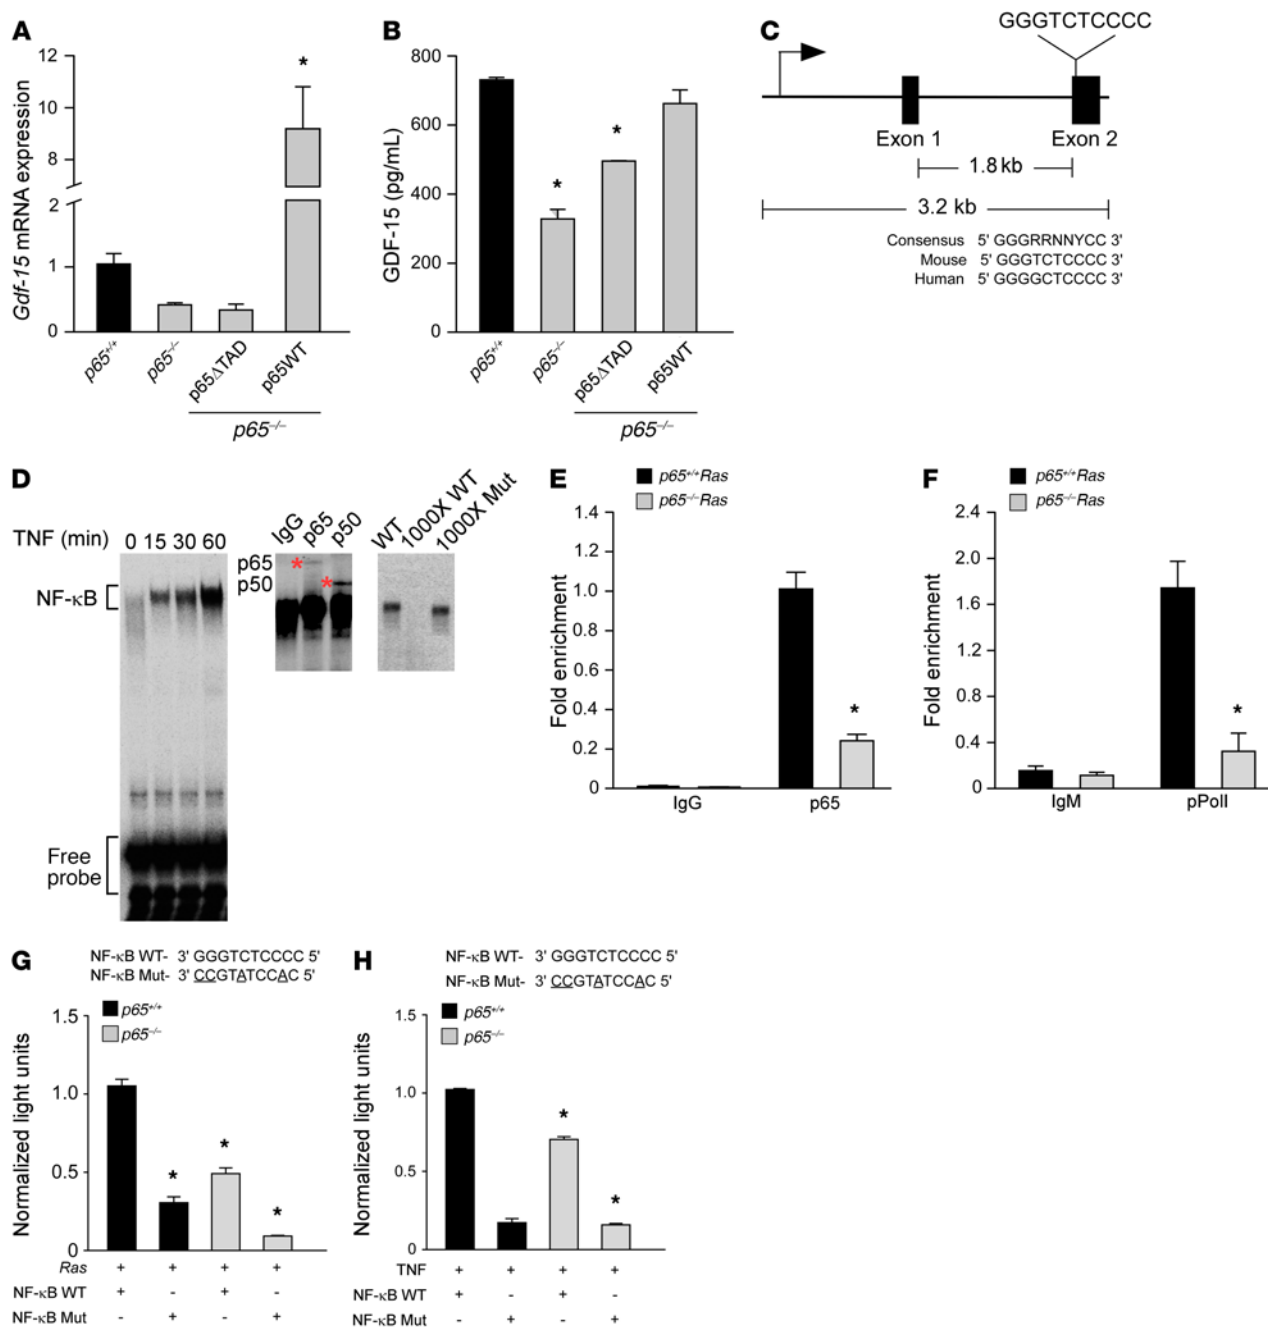 A
Gdf-15 mRNA expression
12
10
8
2
1
0
*
p65+/+
p65−/−
p65ΔTAD
p65WT
p65−/−
B
GDF-15 (pg/mL)
800
600
400
200
0
*
*
p65+/+
p65−/−
p65ΔTAD
p65WT
p65−/−
C
GGGTCTCCCC
Exon 1
Exon 2
1.8 kb
3.2 kb
Consensus 5' GGGRRNNYCC 3'
Mouse 5' GGGTCTCCCC 3'
Human 5' GGGGCTCCCC 3'
D
TNF (min) 0 15 30 60
NF-κB
Free
probe
IgG
p65
p50
p65 *
p50 *
WT
1000X WT
1000X Mut
E
p65+/+Ras
p65−/−Ras
Fold enrichment
1.4
1.2
1.0
0.8
0.6
0.4
0.2
0
*
IgG
p65
F
p65+/+Ras
p65−/−Ras
Fold enrichment
2.4
2.0
1.6
1.2
0.8
0.4
0
*
IgM
pPolI
G
NF-κB WT- 3' GGGTCTCCCC 5'
NF-κB Mut- 3' CCGTATCCAC 5'
p65+/+
p65−/−
Normalized light units
1.5
1.0
0.5
0
*
*
*
Ras + + + +
NF-κB WT + - + -
NF-κB Mut - + - +
H
NF-κB WT- 3' GGGTCTCCCC 5'
NF-κB Mut- 3' CCGTATCCAC 5'
p65+/+
p65−/−
Normalized light units
1.5
1.0
0.5
0
*
*
TNF + + + +
NF-κB WT + - + -
NF-κB Mut - + - +